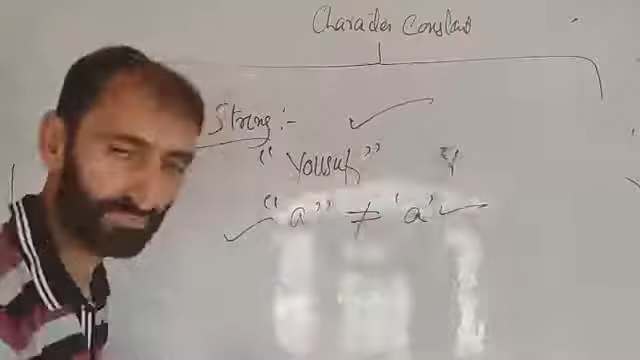 Character Constant
String :-
" Yousuf "
" a " ≠ ' a '